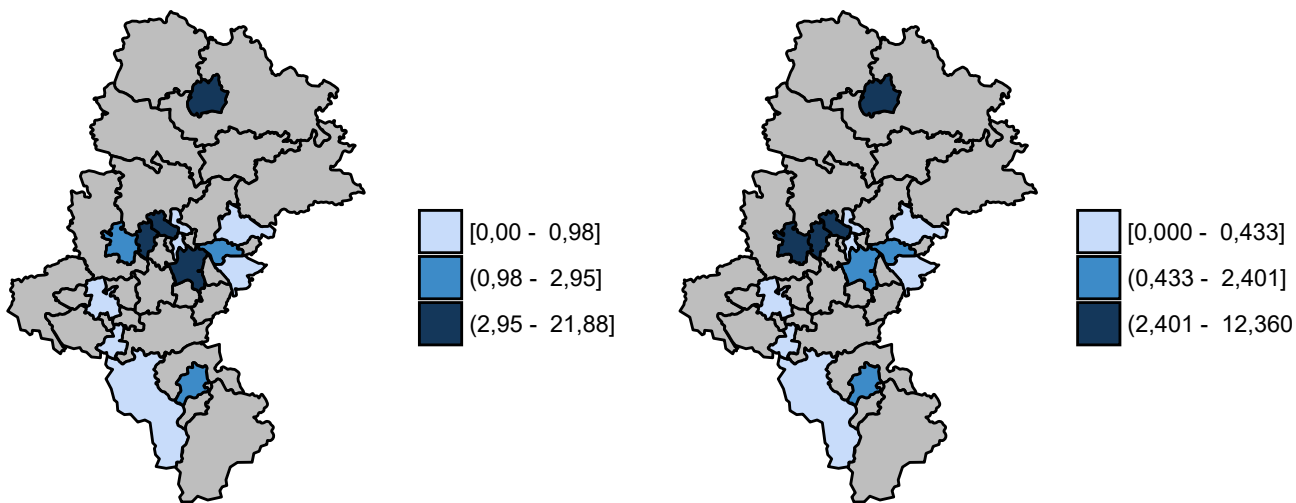 [0,00 - 0,98]
(0,98 - 2,95]
(2,95 - 21,88]
[0,000 - 0,433]
(0,433 - 2,401]
(2,401 - 12,360